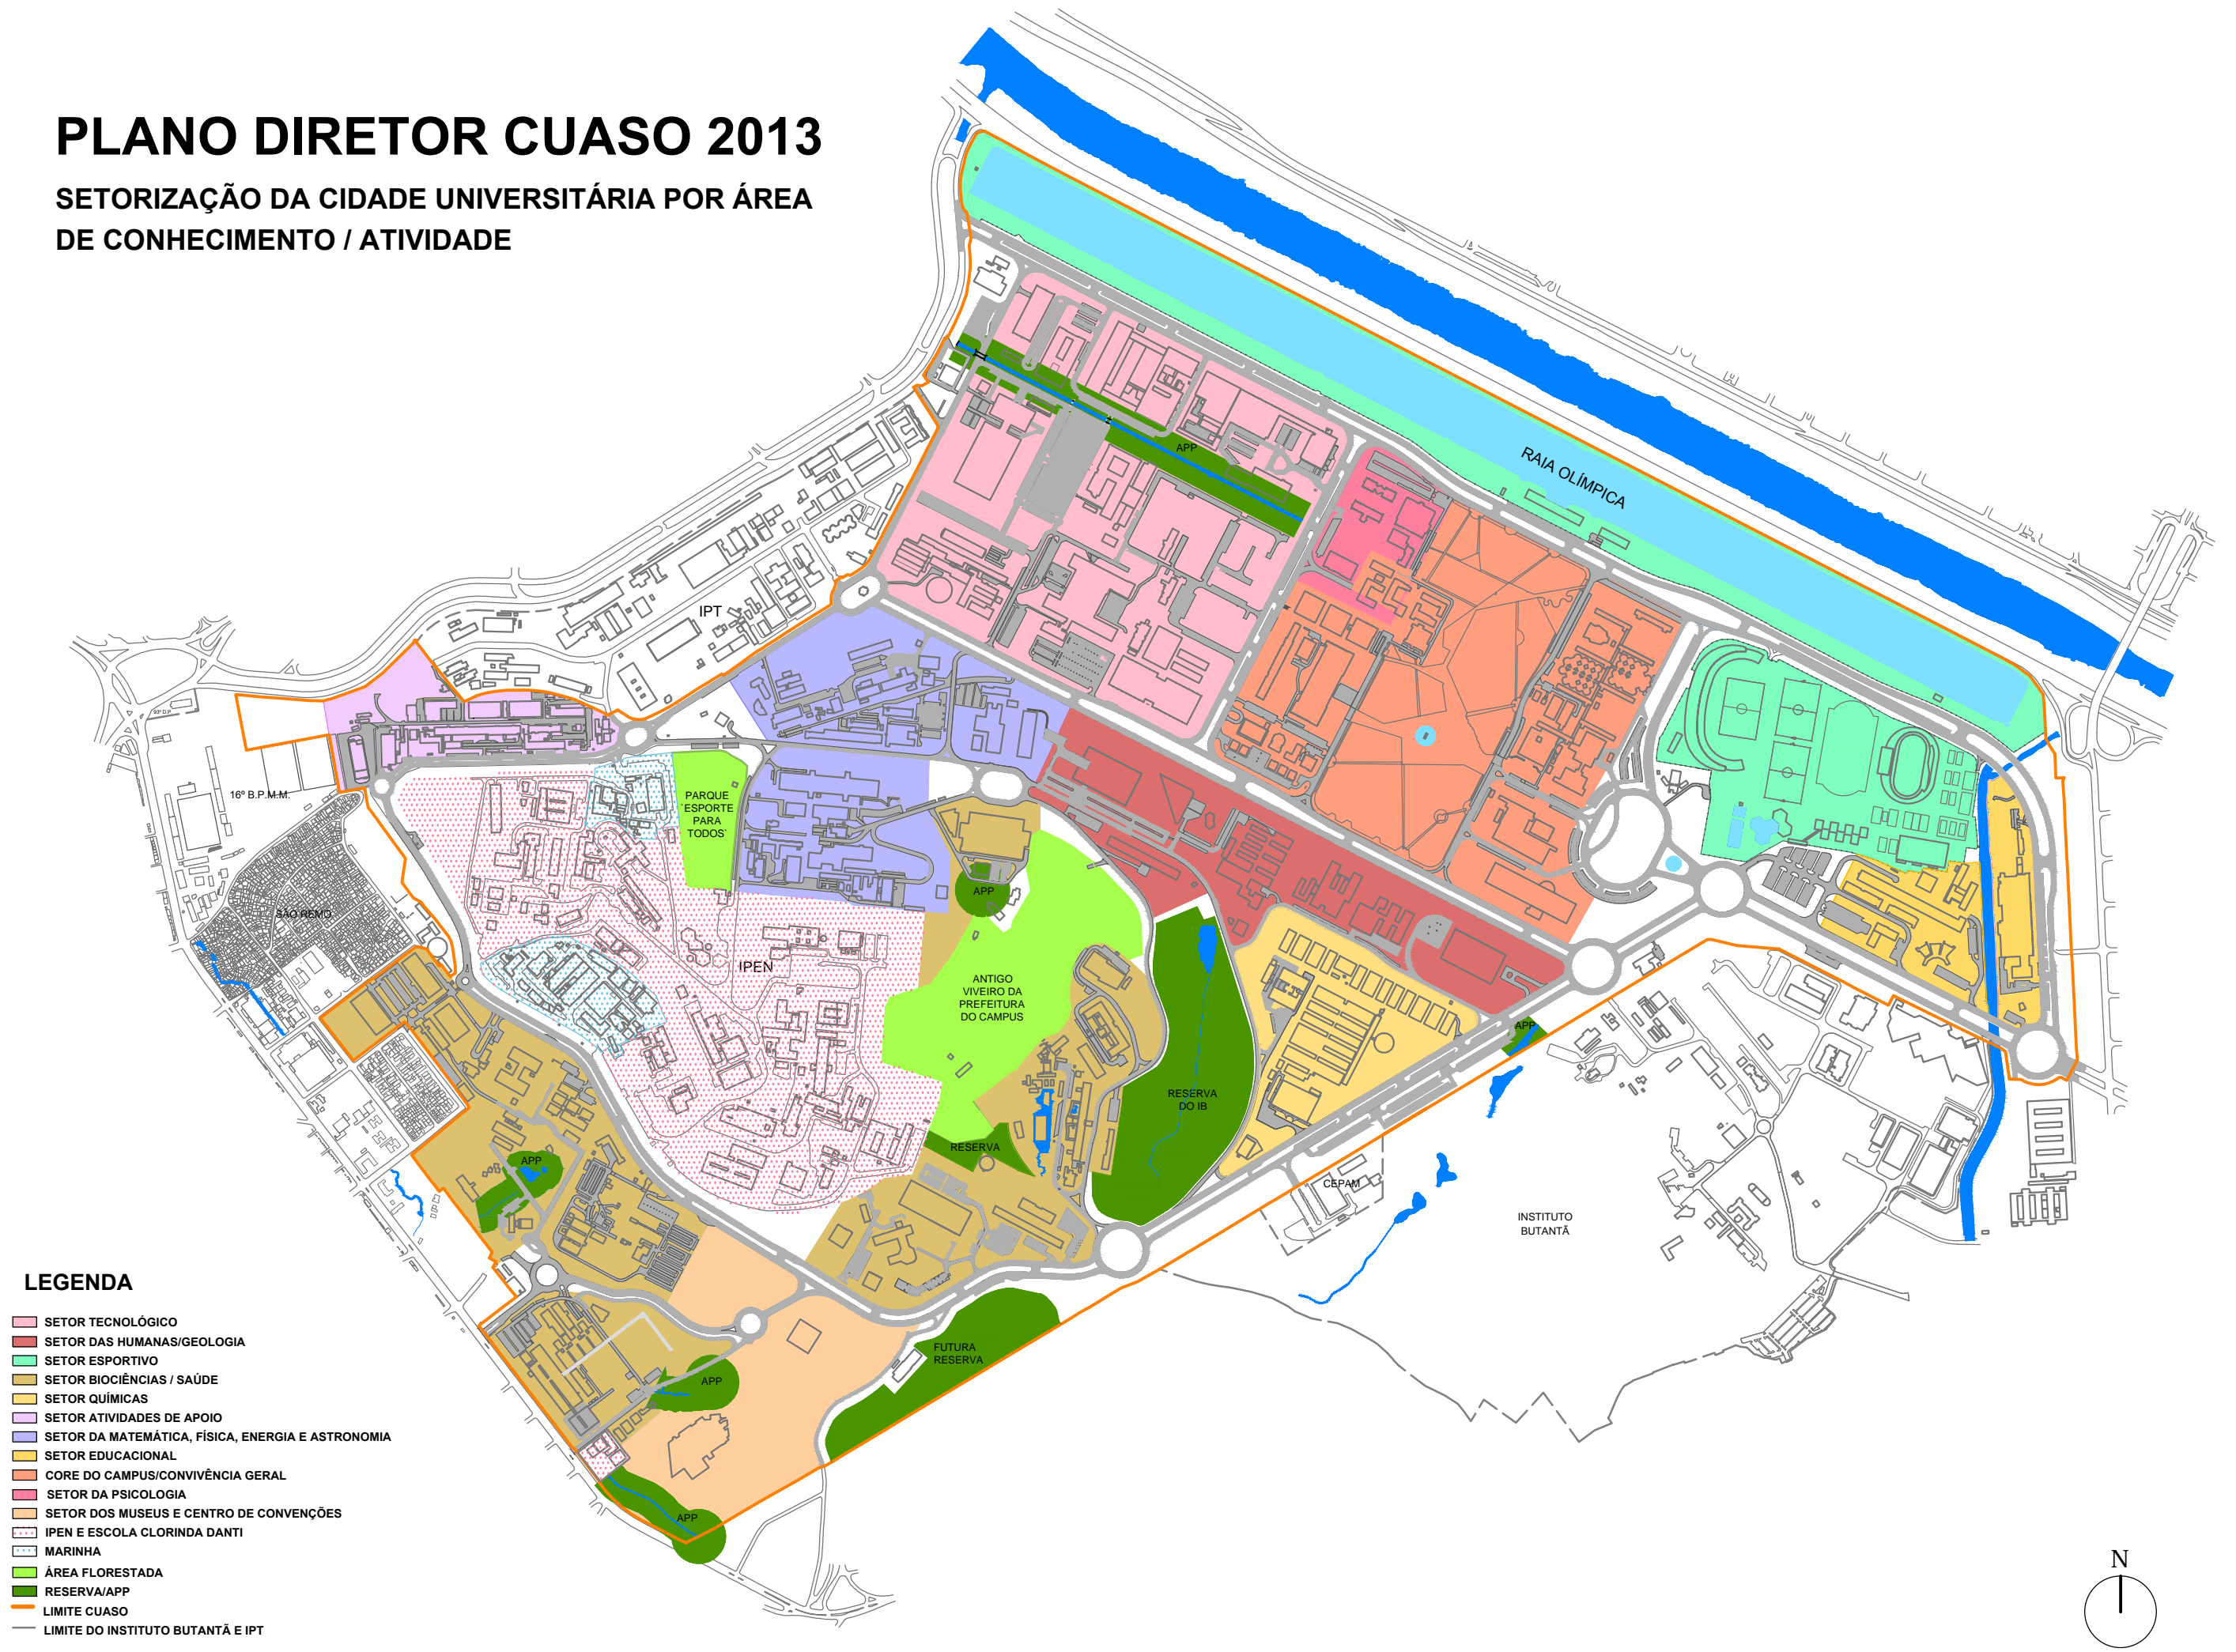 PLANO DIRETOR CUASO 2013
SETORIZAÇÃO DA CIDADE UNIVERSITÁRIA POR ÁREA
DE CONHECIMENTO / ATIVIDADE
RAIA OLÍMPICA
APP
IPT
93º D.P.
16º B.P.M.M.
PARQUE
`ESPORTE
PARA
TODOS`
SÃO REMO
APP
IPEN
ANTIGO
VIVEIRO DA
PREFEITURA
DO CAMPUS
APP
RESERVA
DO IB
RESERVA
APP
CEPAM
INSTITUTO
BUTANTÃ
FUTURA
RESERVA
APP
APP
LEGENDA
SETOR TECNOLÓGICO
SETOR DAS HUMANAS/GEOLOGIA
SETOR ESPORTIVO
SETOR BIOCIÊNCIAS / SAÚDE
SETOR QUÍMICAS
SETOR ATIVIDADES DE APOIO
SETOR DA MATEMÁTICA, FÍSICA, ENERGIA E ASTRONOMIA
SETOR EDUCACIONAL
CORE DO CAMPUS/CONVIVÊNCIA GERAL
SETOR DA PSICOLOGIA
SETOR DOS MUSEUS E CENTRO DE CONVENÇÕES
IPEN E ESCOLA CLORINDA DANTI
MARINHA
ÁREA FLORESTADA
RESERVA/APP
LIMITE CUASO
LIMITE DO INSTITUTO BUTANTÃ E IPT
N